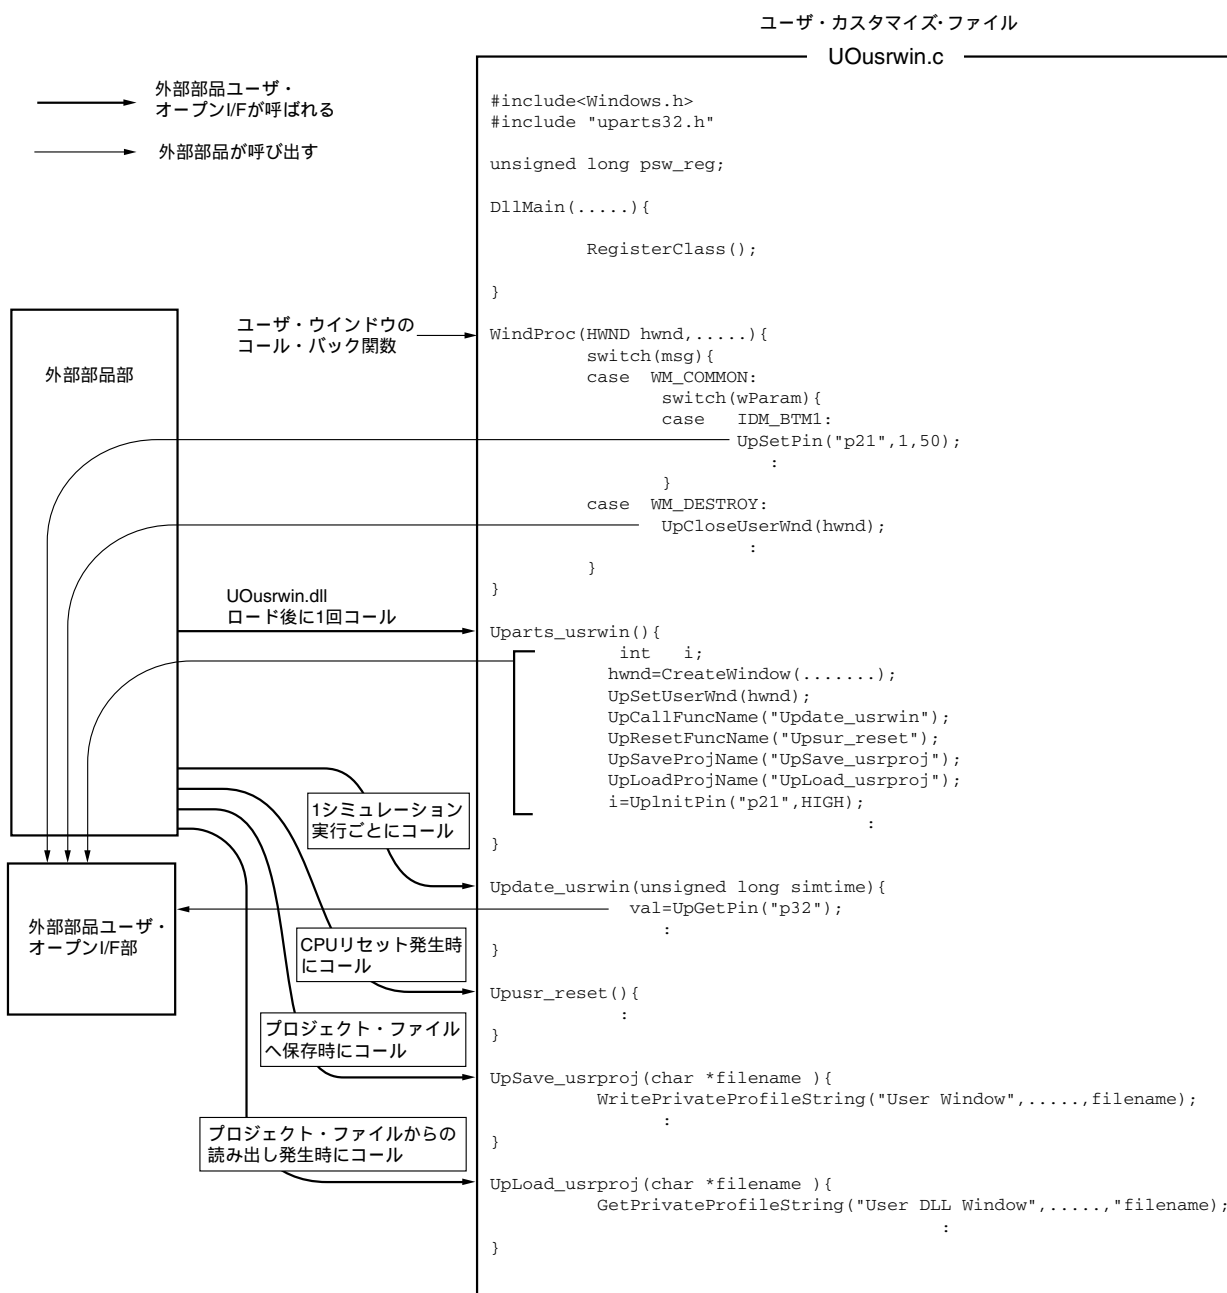 ユーザ・カスタマイズ・ファイル
UOusrwin.c
外部部品ユーザ・
オープンI/Fが呼ばれる
外部部品が呼び出す
#include<Windows.h>
#include "uparts32.h"
unsigned long psw_reg;
DllMain(.....){
RegisterClass();
}
ユーザ・ウインドウの
コール・バック関数
WindProc(HWND hwnd,.....){
switch(msg){
case WM_COMMON:
switch(wParam){
case IDM_BTM1:
UpSetPin("p21",1,50);
:
}
case WM_DESTROY:
UpCloseUserWnd(hwnd);
:
}
}
外部部品部
UOusrwin.dll
ロード後に1回コール
Uparts_usrwin(){
int i;
hwnd=CreateWindow(.......);
UpSetUserWnd(hwnd);
UpCallFuncName("Update_usrwin");
UpResetFuncName("Upsur_reset");
UpSaveProjName("UpSave_usrproj");
UpLoadProjName("UpLoad_usrproj");
i=UplnitPin("p21",HIGH);
:
}
1シミュレーション
実行ごとにコール
Update_usrwin(unsigned long simtime){
val=UpGetPin("p32");
:
}
外部部品ユーザ・
オープンI/F部
CPUリセット発生時
にコール
Upusr_reset(){
:
}
プロジェクト・ファイル
へ保存時にコール
UpSave_usrproj(char *filename ){
WritePrivateProfileString("User Window",.....,filename);
:
}
プロジェクト・ファイルからの
読み出し発生時にコール
UpLoad_usrproj(char *filename ){
GetPrivateProfileString("User DLL Window",.....,"filename);
:
}